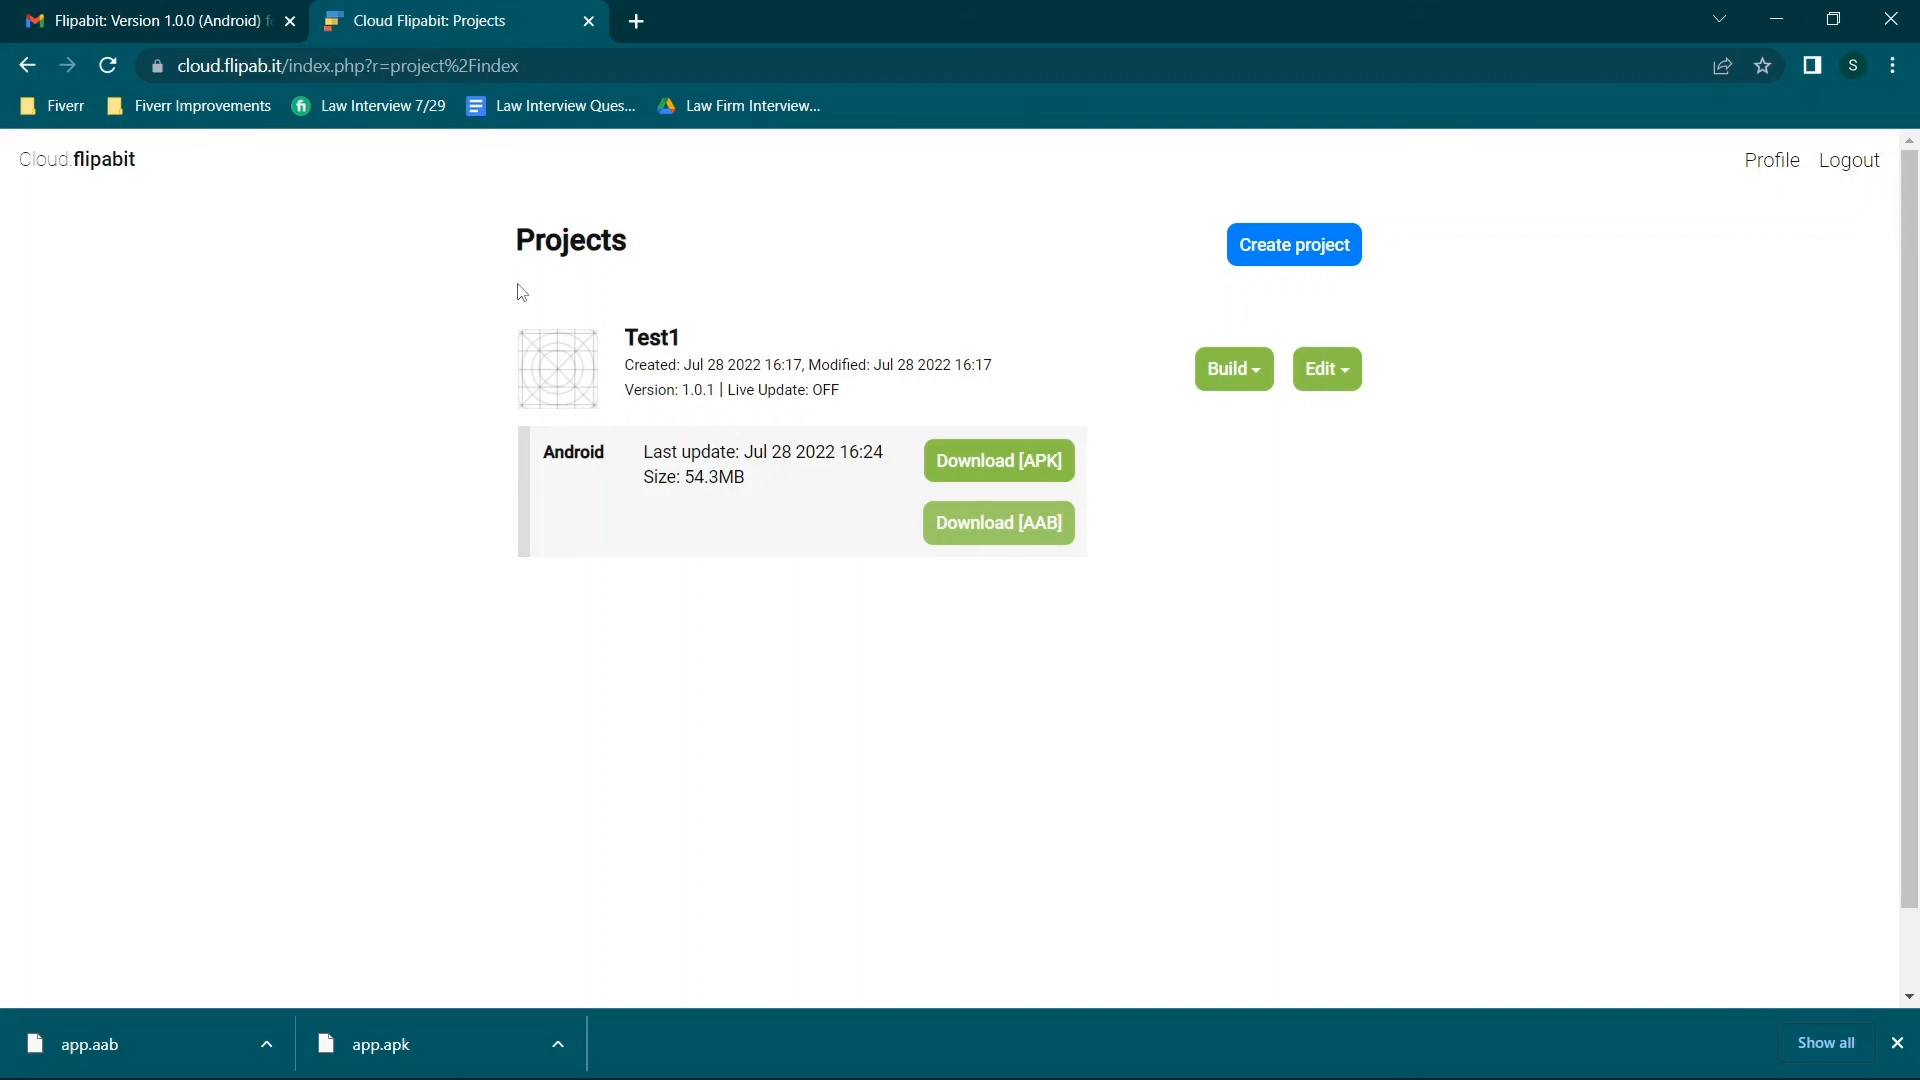 Flipabit: Version 1.0.0 (Android) f
Cloud Flipabit: Projects
cloud.flipab.it/index.php?r=project%2Findex
S
Fiverr
Fiverr Improvements
Law Interview 7/29
Law Interview Ques...
Law Firm Interview...
Cloud.flipabit
Profile
Logout
Projects
Create project
Test1
Created: Jul 28 2022 16:17, Modified: Jul 28 2022 16:17
Version: 1.0.1 | Live Update: OFF
Build
Edit
Android
Last update: Jul 28 2022 16:24
Size: 54.3MB
Download [APK]
Download [AAB]
app.aab
app.apk
Show all